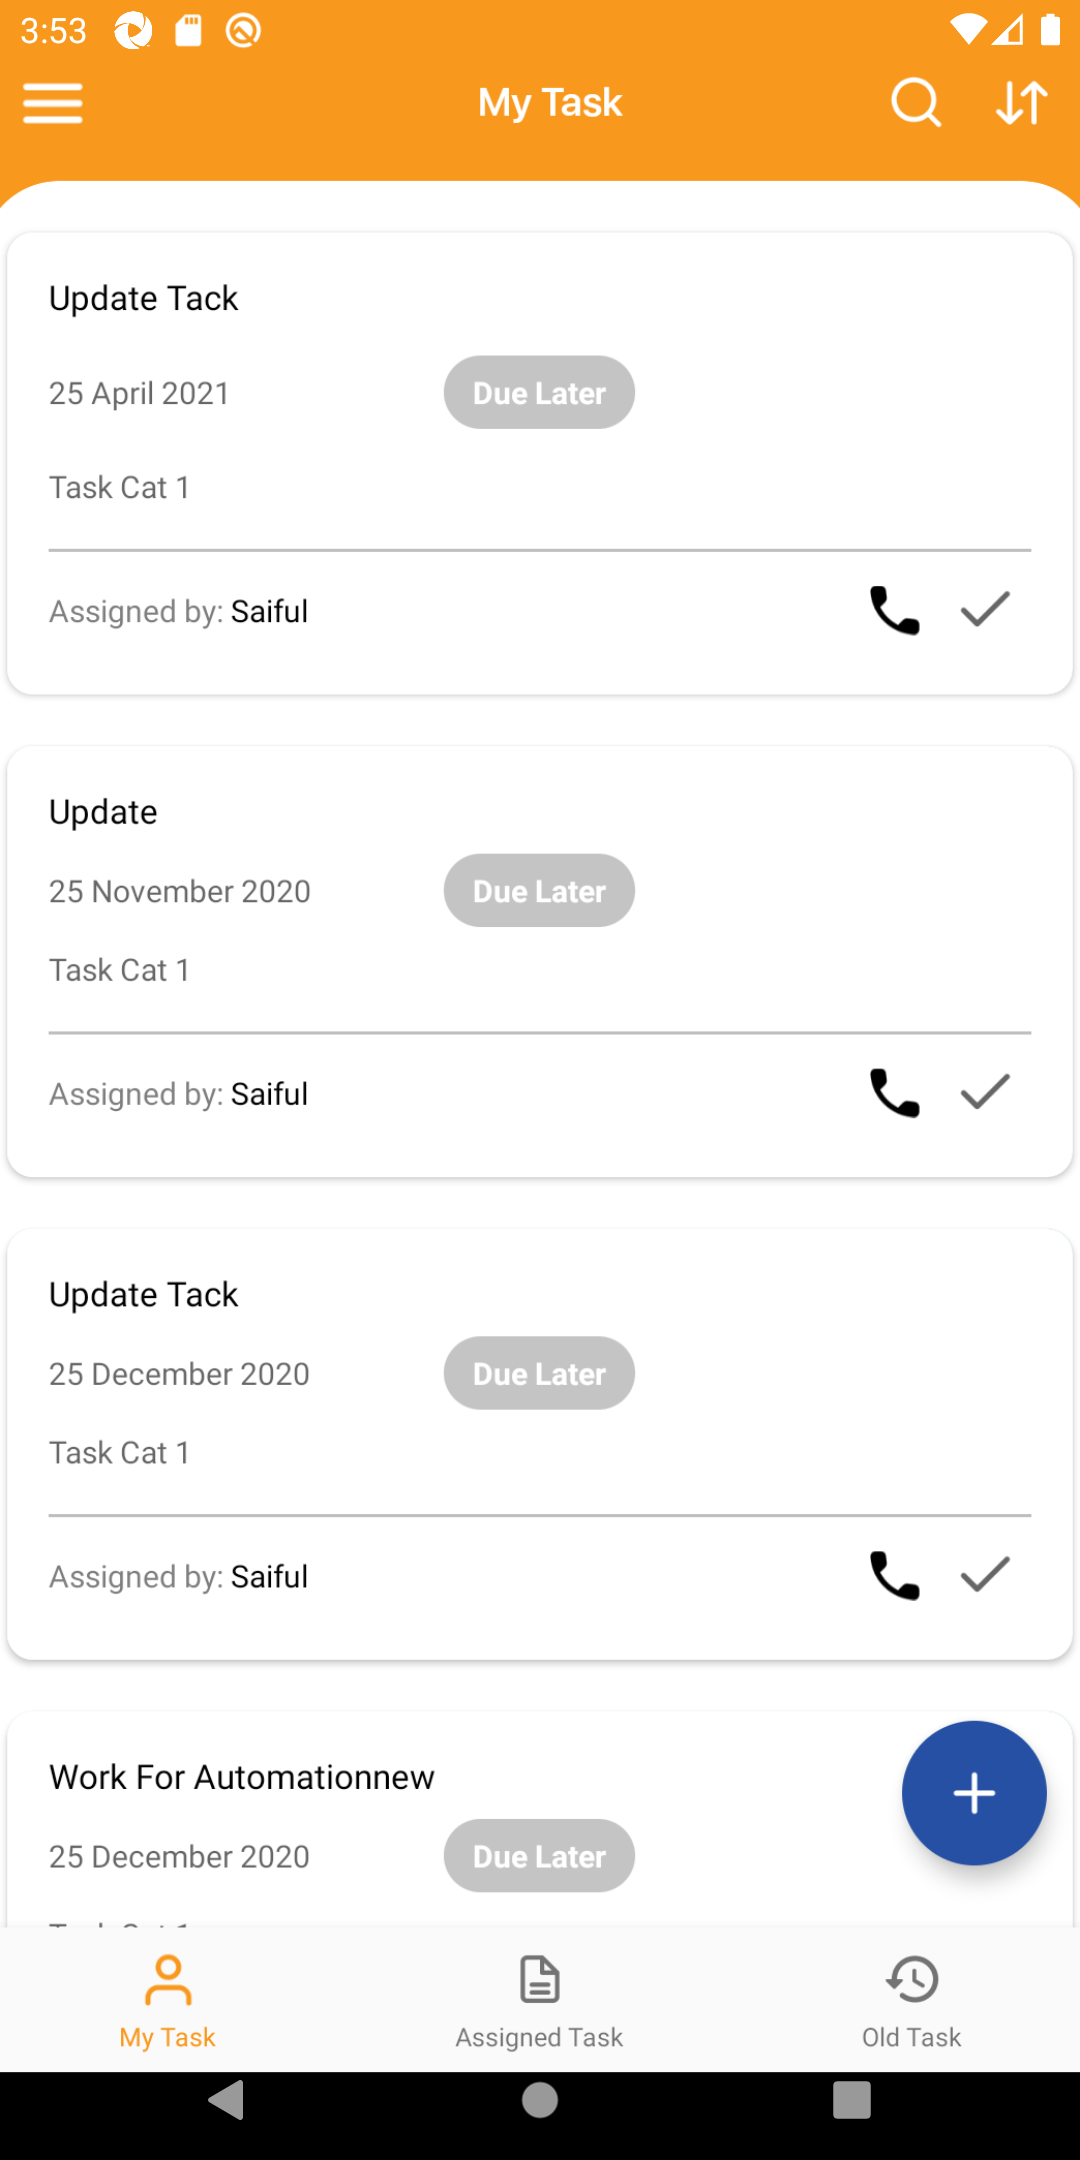 3:53
My Task
Update Tack
25 April 2021
Due Later
Task Cat 1
Assigned by: Saiful
Update
25 November 2020
Due Later
Task Cat 1
Assigned by: Saiful
Update Tack
25 December 2020
Due Later
Task Cat 1
Assigned by: Saiful
Work For Automationnew
25 December 2020
Due Later
My Task
Assigned Task
Old Task